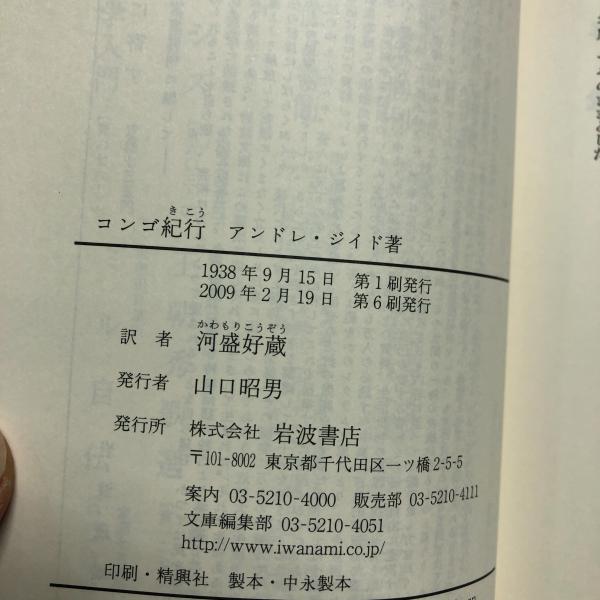 きこう
コンゴ紀行 アンドレ・ジイド著
1938年9月15日 第1刷発行
2009年2月19日 第6刷発行
かわもりこうぞう
訳者 河盛好蔵
発行者 山口昭男
発行所 株式会社 岩波書店
〒101-8002 東京都千代田区一ツ橋2-5-5
案内 03-5210-4000 販売部 03-5210-4111
文庫編集部 03-5210-4051
http://www.iwanami.co.jp/
印刷・精興社 製本・中永製本